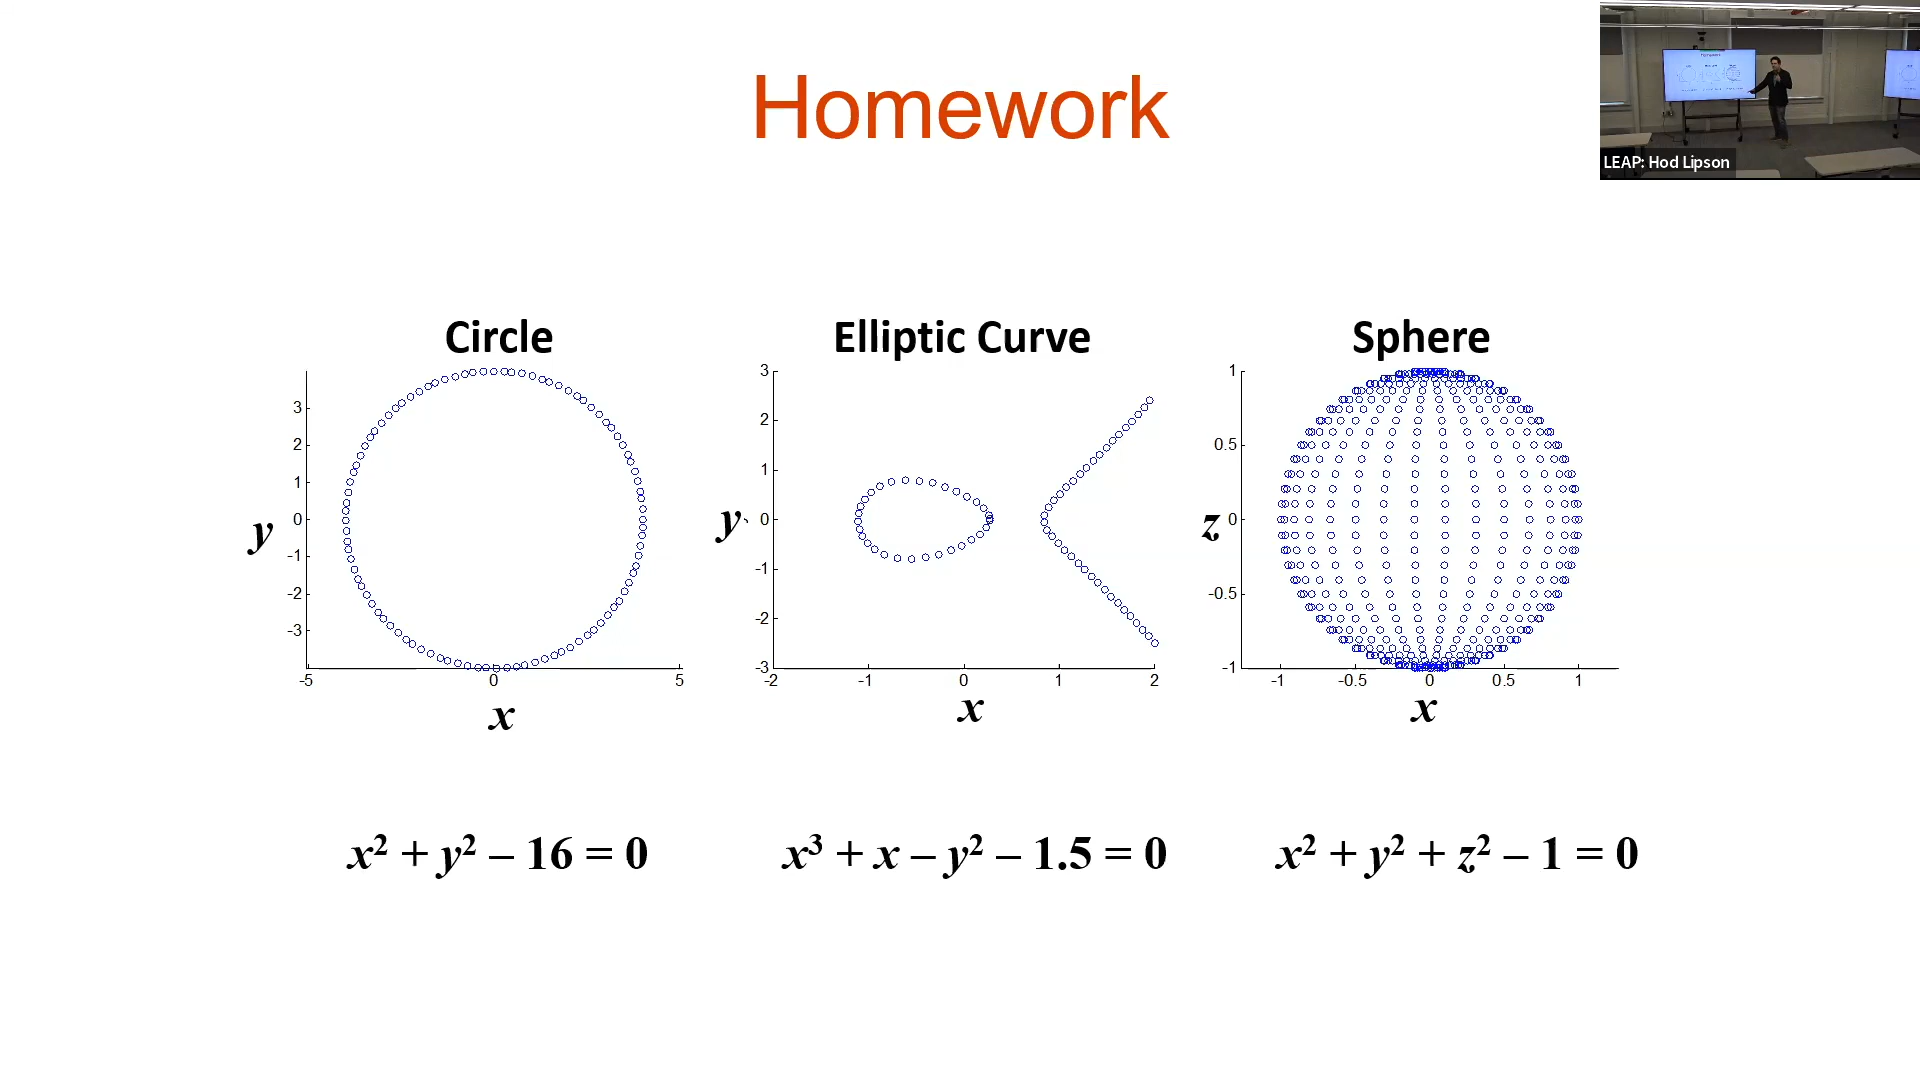 Homework
LEAP: Hod Lipson
Circle
3
2
1
0
-1
-2
-3
y
-5
0
5
x
x² + y² – 16 = 0
Elliptic Curve
3
2
1
0
-1
-2
-3
y
-2
-1
0
1
2
x
x³ + x – y² – 1.5 = 0
Sphere
1
0.5
0
-0.5
-1
z
-1
-0.5
0
0.5
1
x
x² + y² + z² – 1 = 0